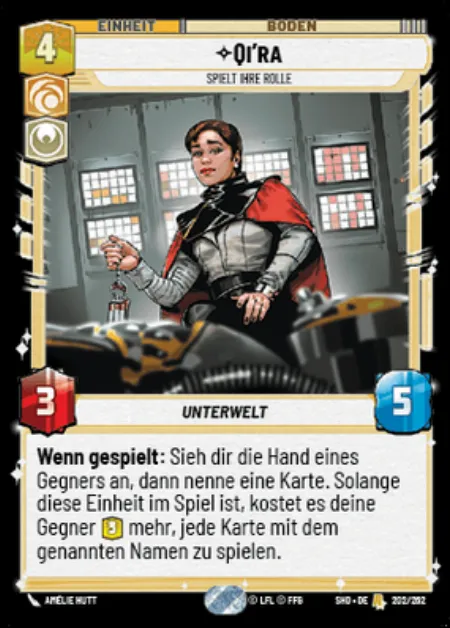 EINHEIT
BODEN
4
QI'RA
SPIELT IHRE ROLLE
3
UNTERWELT
5
Wenn gespielt: Sieh dir die Hand eines
Gegners an, dann nenne eine Karte. Solange
diese Einheit im Spiel ist, kostet es deine
Gegner 3 mehr, jede Karte mit dem
genannten Namen zu spielen.
AMÉLIE HUTT
© LFL © FFG
SHD • DE
202/262